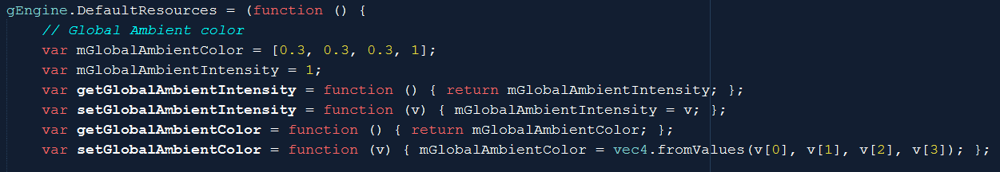 gEngine.DefaultResources = (function () {
    // Global Ambient color
    var mGlobalAmbientColor = [0.3, 0.3, 0.3, 1];
    var mGlobalAmbientIntensity = 1;
    var getGlobalAmbientIntensity = function () { return mGlobalAmbientIntensity; };
    var setGlobalAmbientIntensity = function (v) { mGlobalAmbientIntensity = v; };
    var getGlobalAmbientColor = function () { return mGlobalAmbientColor; };
    var setGlobalAmbientColor = function (v) { mGlobalAmbientColor = vec4.fromValues(v[0], v[1], v[2], v[3]); };